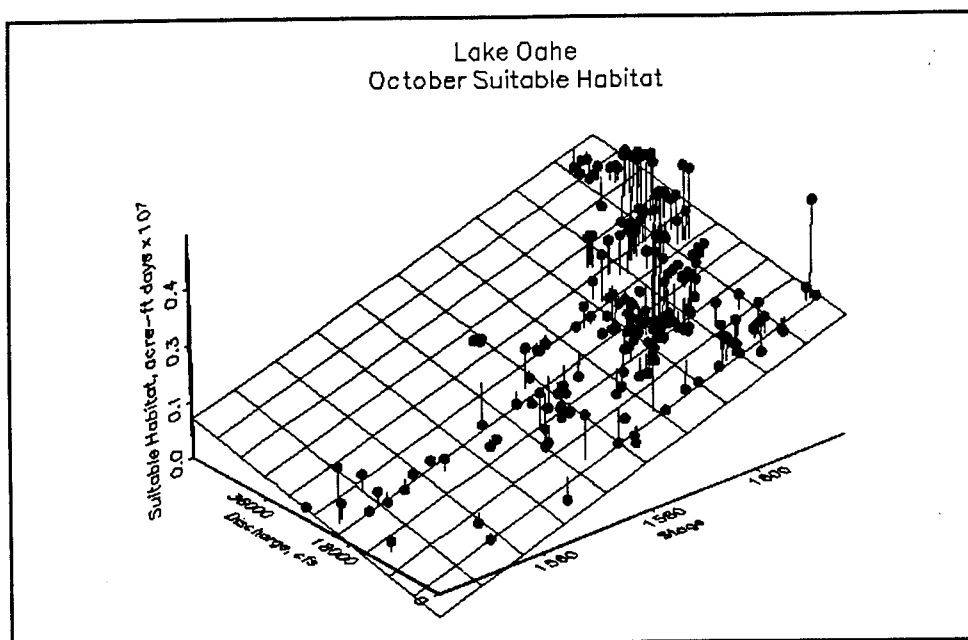 Lake Oahe
October Suitable Habitat
Suitable Habitat, acre-ft days x 10⁷
0.4
0.3
0.1
0.0
36000
18000
0
Discharge, cfs
1560
1580
1600
Stage